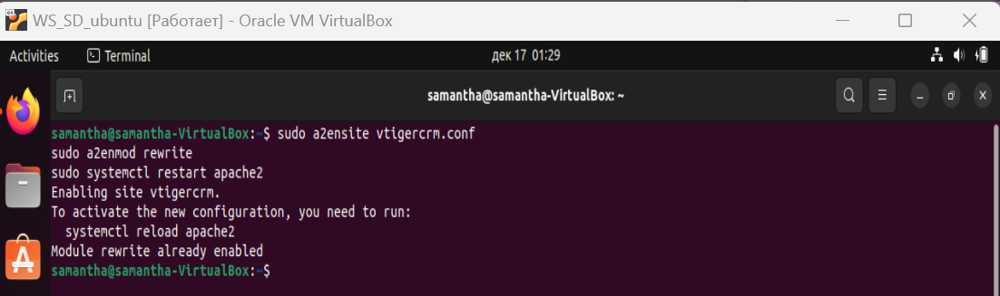 WS_SD_ubuntu [Работает] - Oracle VM VirtualBox
Activities Terminal дек 17 01:29
samantha@samantha-VirtualBox: ~
samantha@samantha-VirtualBox:~$ sudo a2ensite vtigercrm.conf
sudo a2enmod rewrite
sudo systemctl restart apache2
Enabling site vtigercrm.
To activate the new configuration, you need to run:
  systemctl reload apache2
Module rewrite already enabled
samantha@samantha-VirtualBox:~$